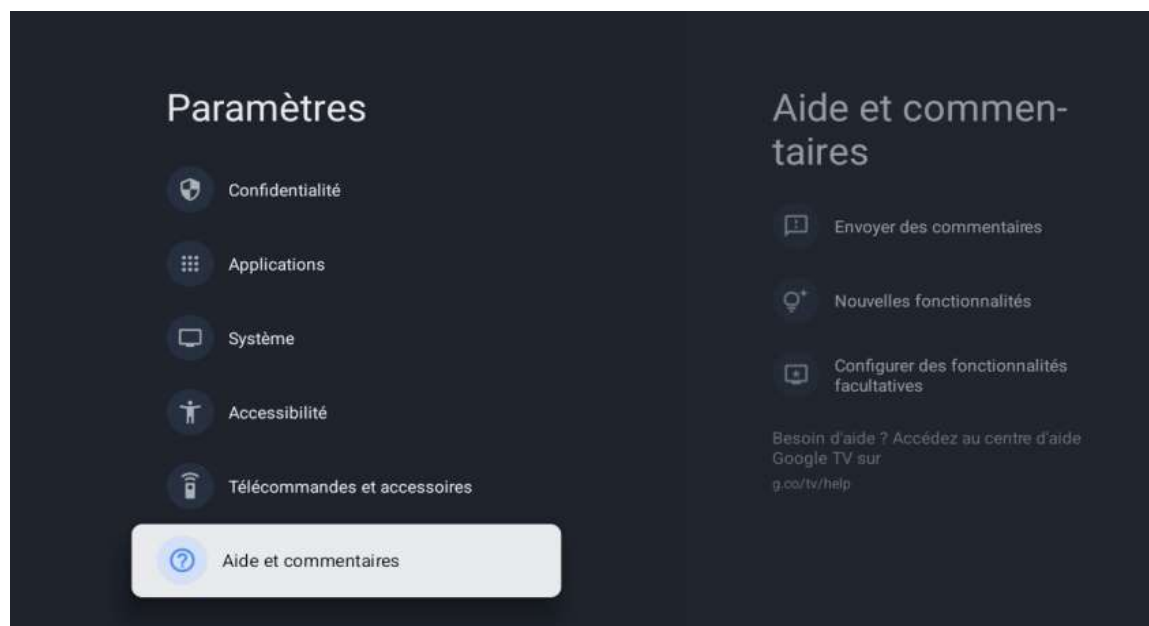 Paramètres
Confidentialité
Applications
Système
Accessibilité
Télécommandes et accessoires
Aide et commentaires
Aide et commen-
taires
Envoyer des commentaires
Nouvelles fonctionnalités
Configurer des fonctionnalités
facultatives
Besoin d'aide ? Accédez au centre d'aide
Google TV sur
g.co/tv/help